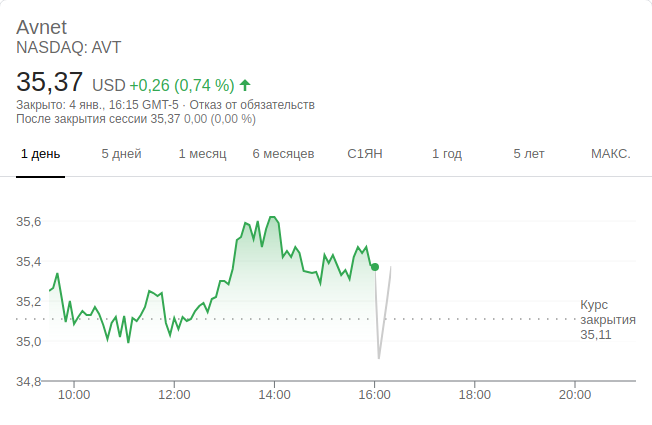 Avnet
NASDAQ: AVT
35,37 USD +0,26 (0,74 %)
Закрыто: 4 янв., 16:15 GMT-5 · Отказ от обязательств
После закрытия сессии 35,37 0,00 (0,00 %)
1 день 5 дней 1 месяц 6 месяцев С1ЯН 1 год 5 лет МАКС.
35,6
35,4
35,2
Курс
закрытия
35,11
35,0
34,8
10:00 12:00 14:00 16:00 18:00 20:00